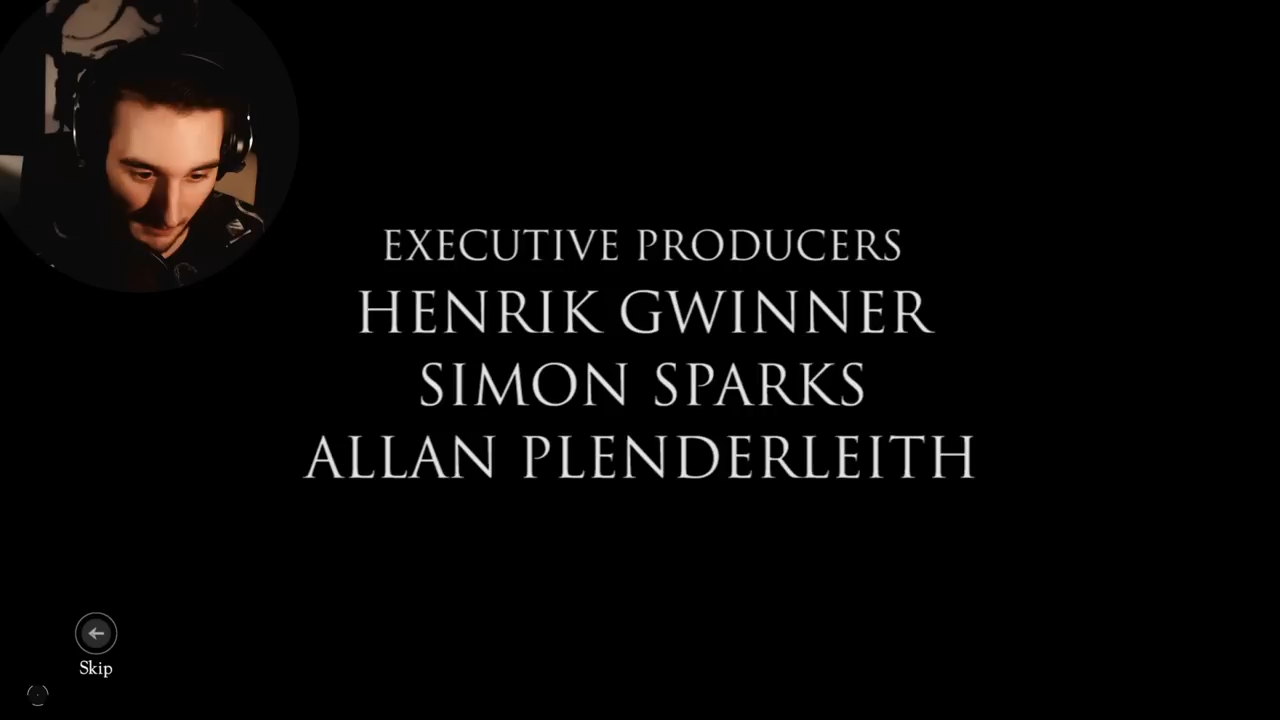 EXECUTIVE PRODUCERS
HENRIK GWINNER
SIMON SPARKS
ALLAN PLENDERLEITH
Skip